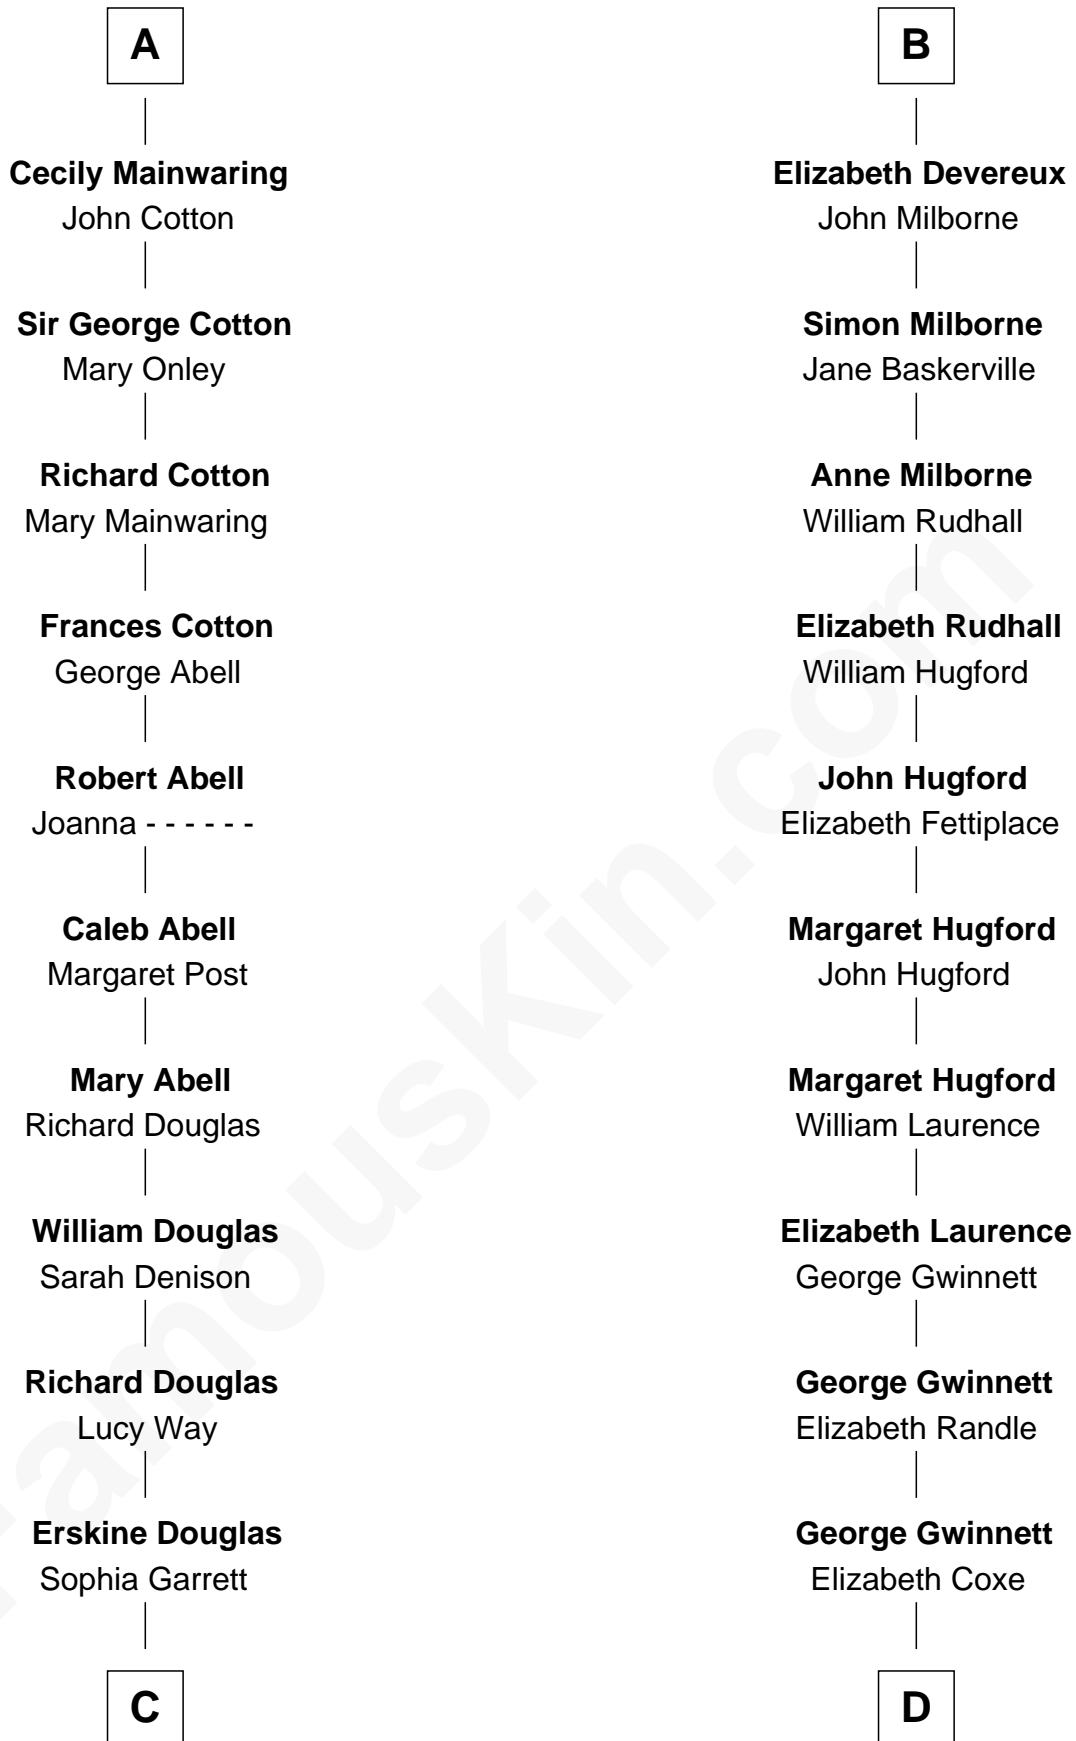 A
Cecily Mainwaring
John Cotton
Sir George Cotton
Mary Onley
Richard Cotton
Mary Mainwaring
Frances Cotton
George Abell
Robert Abell
Joanna - - - - - -
Caleb Abell
Margaret Post
Mary Abell
Richard Douglas
William Douglas
Sarah Denison
Richard Douglas
Lucy Way
Erskine Douglas
Sophia Garrett
C
B
Elizabeth Devereux
John Milborne
Simon Milborne
Jane Baskerville
Anne Milborne
William Rudhall
Elizabeth Rudhall
William Hugford
John Hugford
Elizabeth Fettiplace
Margaret Hugford
John Hugford
Margaret Hugford
William Laurence
Elizabeth Laurence
George Gwinnett
George Gwinnett
Elizabeth Randle
George Gwinnett
Elizabeth Coxe
D
FamousKin.com